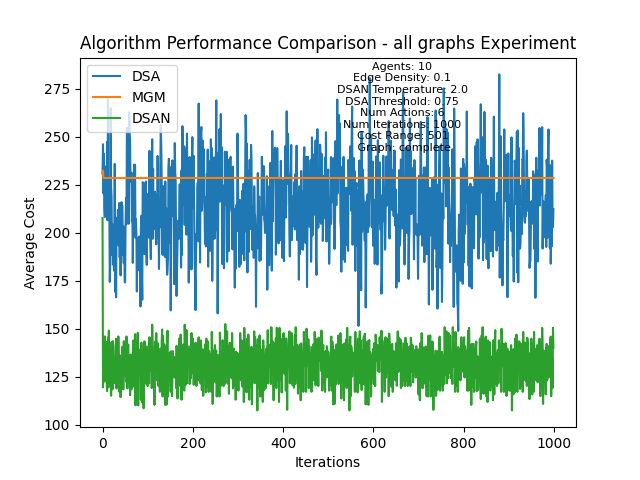 Algorithm Performance Comparison - all graphs Experiment
DSA
MGM
DSAN
Agents: 10
Edge Density: 0.1
DSAN Temperature: 2.0
DSA Threshold: 0.75
Num Actions: 6
Num Iterations: 1000
Cost Range: 501
Graph: complete
275
250
225
200
175
150
125
100
Average Cost
0
200
400
600
800
1000
Iterations